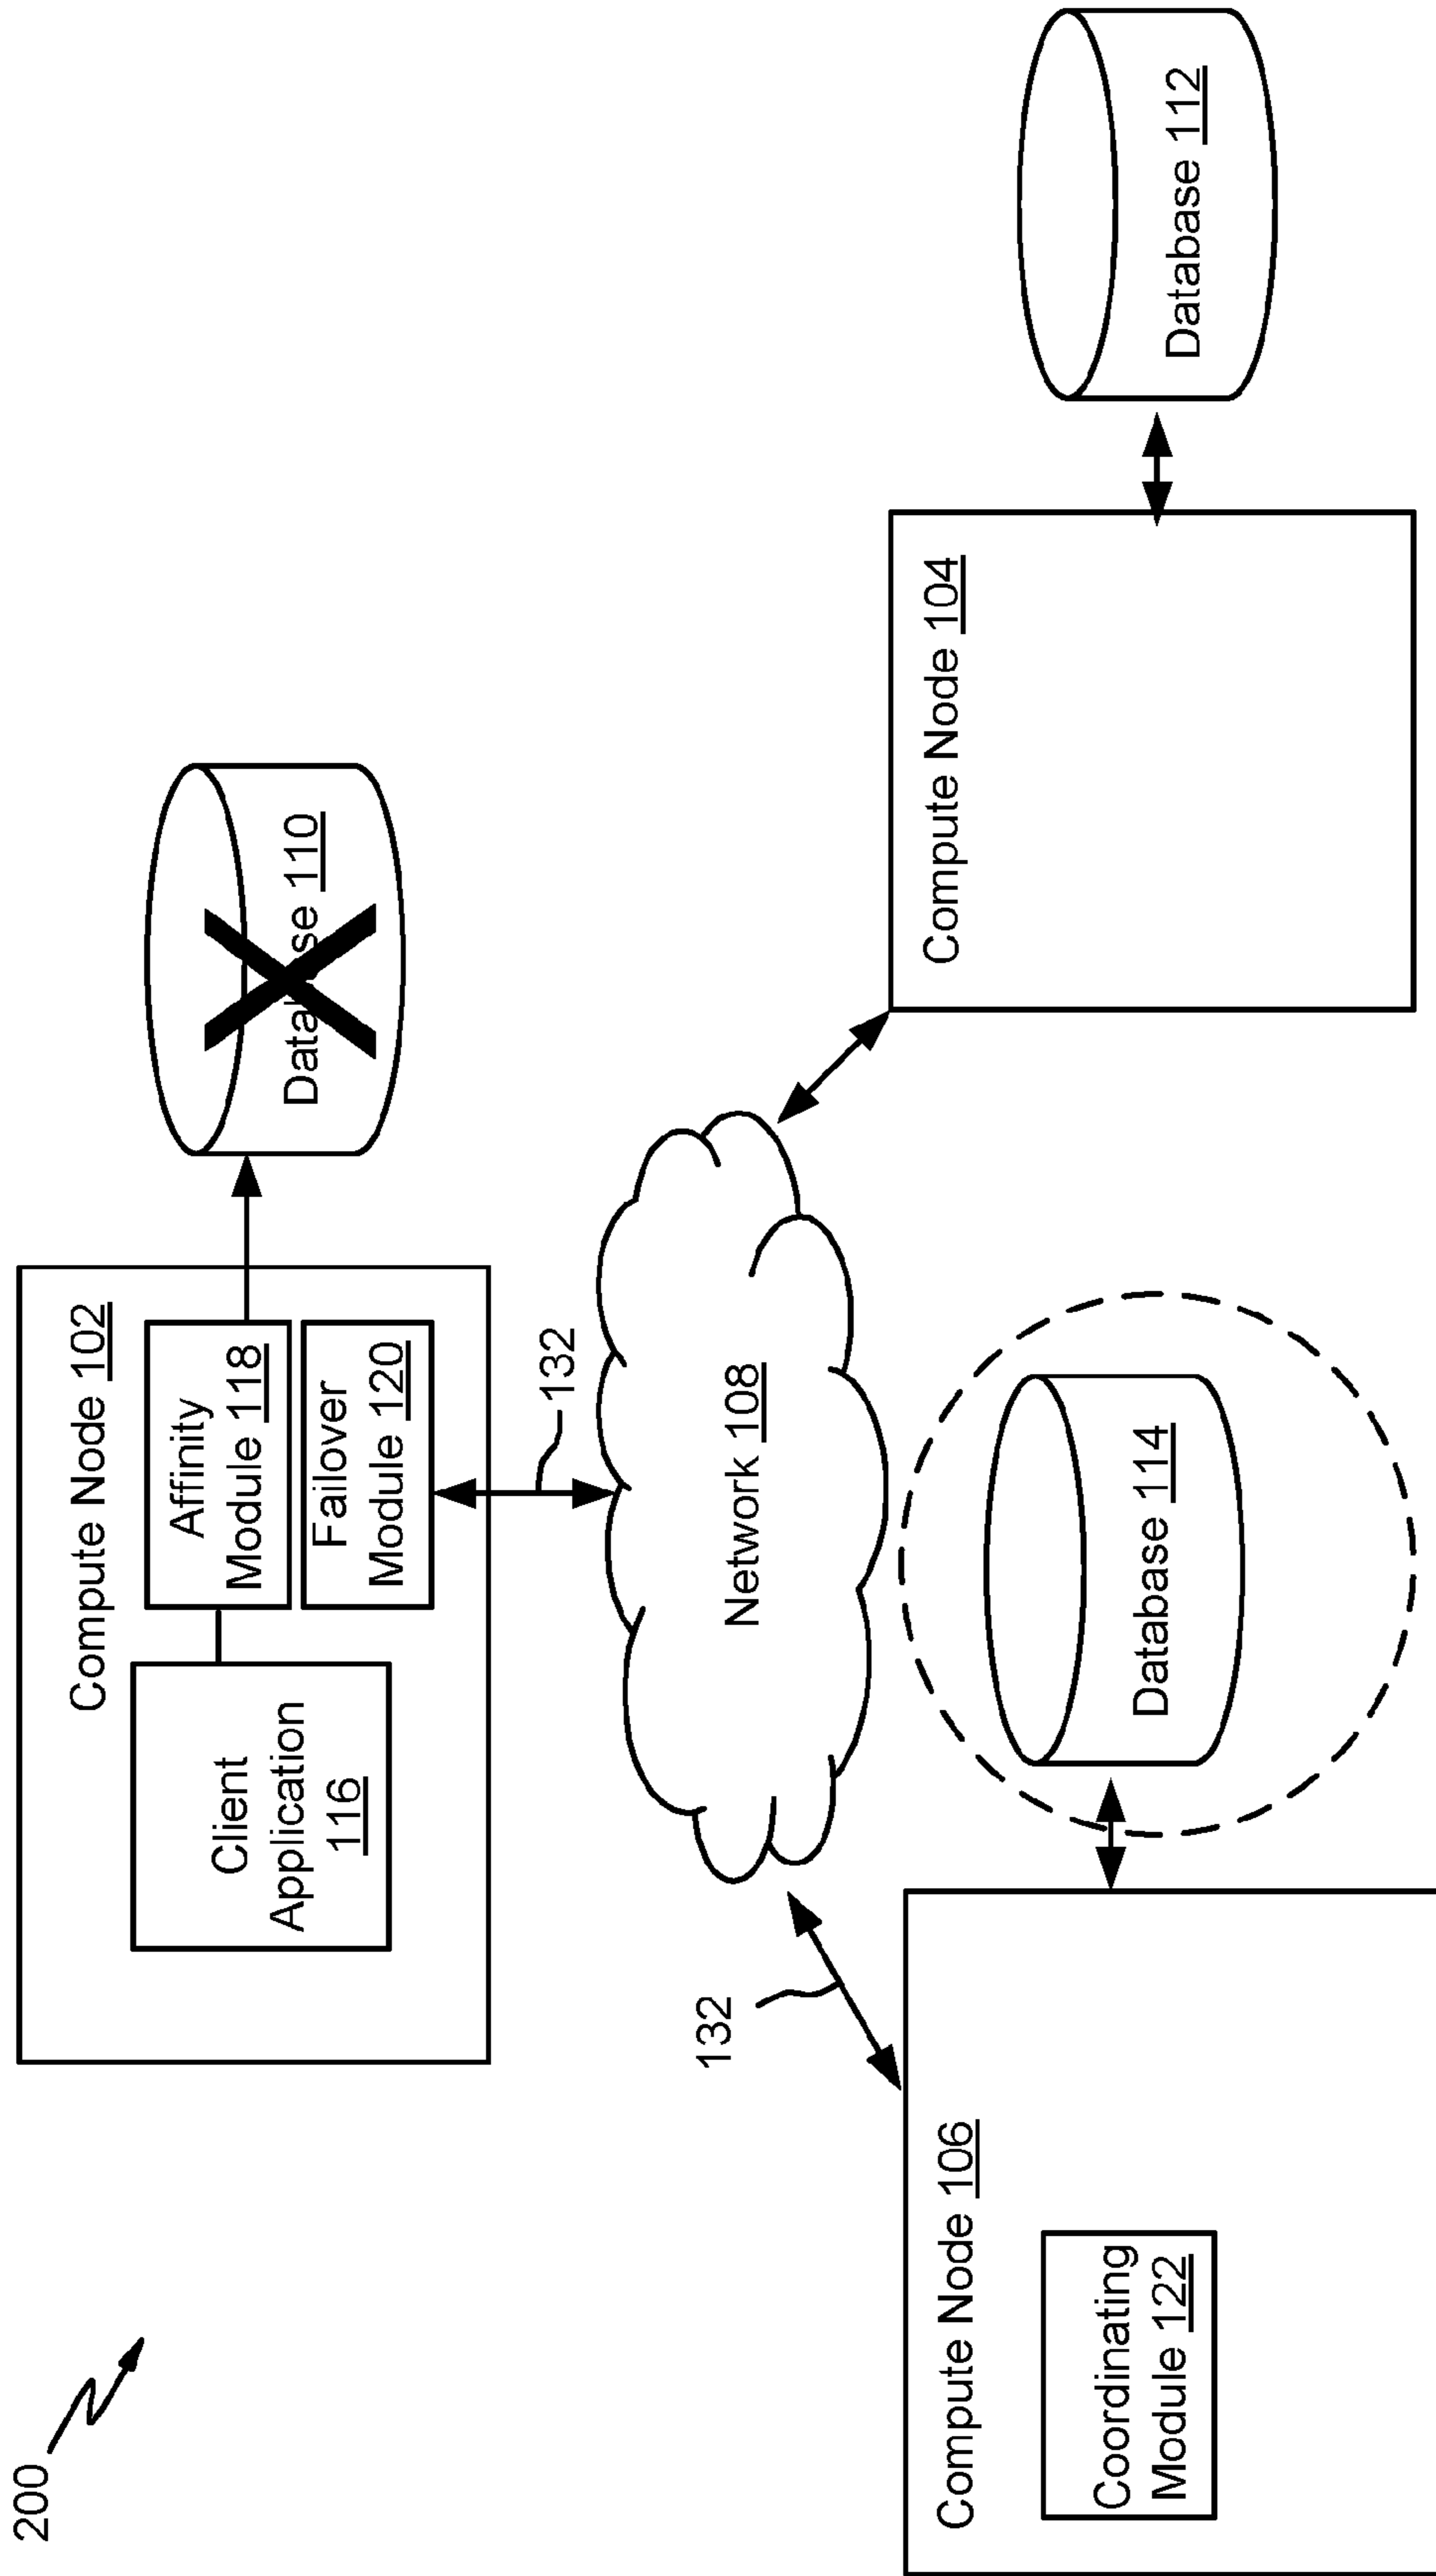 200
Compute Node 102
Client
Application
116
Affinity
Module 118
Failover
Module 120
Database 110
132
Network 108
132
Compute Node 106
Coordinating
Module 122
Database 114
Compute Node 104
Database 112